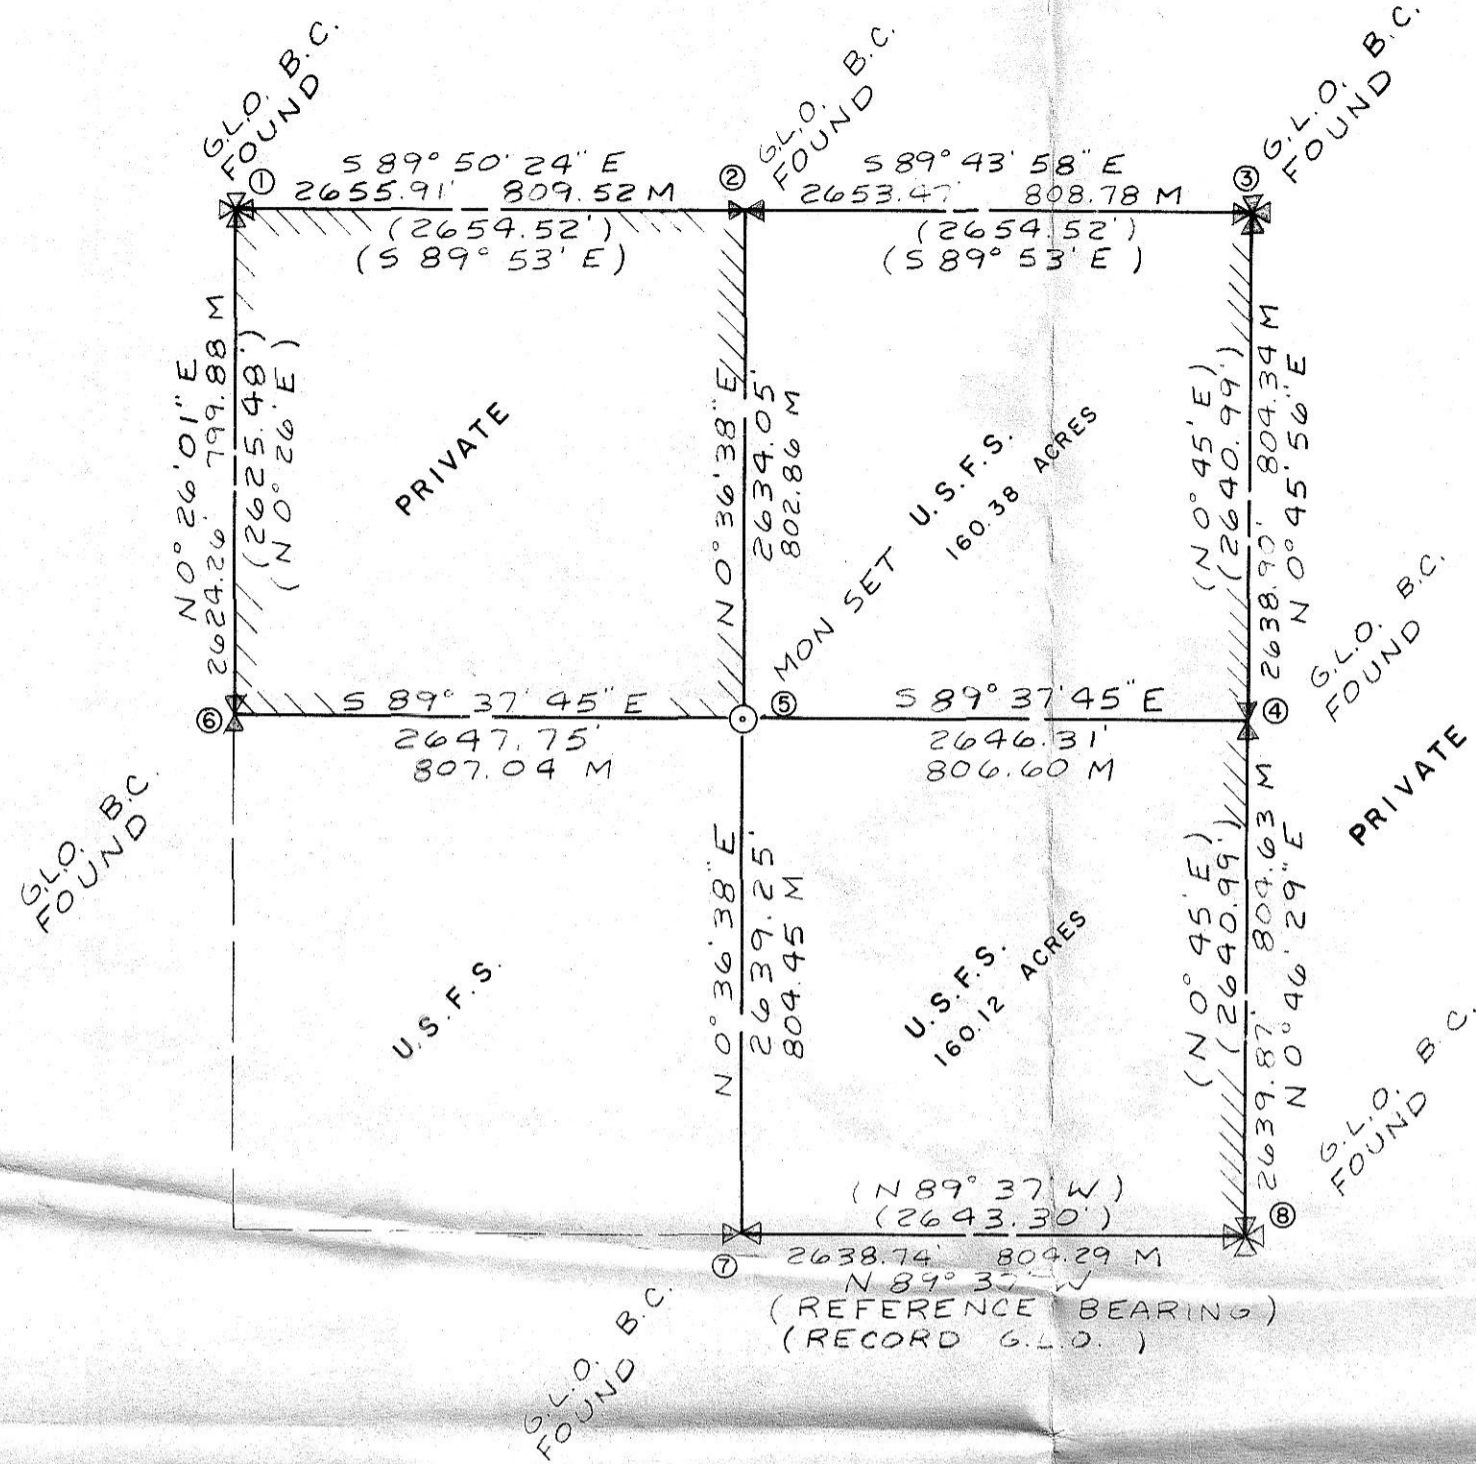 G.L.O. B.C.
FOUND
G.L.O. B.C.
FOUND
G.L.O. B.C.
FOUND
①
S 89° 50' 24" E
2655.91' 809.52 M
(2654.52')
(S 89° 53' E)
②
S 89° 43' 58" E
2653.47' 808.78 M
(2654.52')
(S 89° 53' E)
③
N 0° 26' 01" E
2624.26' 799.88 M
(2625.48')
(N 0° 26' E)
PRIVATE
N 0° 36' 38" E
2634.05'
802.86 M
U.S.F.S.
160.38 ACRES
(N 0° 45' E)
(2640.99')
2638.90' 804.34 M
N 0° 45' 56" E
MON SET
G.L.O. B.C.
FOUND
⑥
S 89° 37' 45" E
2647.75'
807.04 M
⑤
S 89° 37' 45" E
2646.31'
806.60 M
④
PRIVATE
G.L.O. B.C.
FOUND
U.S.F.S.
N 0° 36' 38" E
2639.25'
804.45 M
U.S.F.S.
160.12 ACRES
(N 0° 45' E)
(2640.99')
2639.87' 804.63 M
N 0° 46' 29" E
G.L.O. B.C.
FOUND
(N 89° 37' W)
(2643.30')
⑦
⑧
2638.74' 804.29 M
N 89° 37' W
(REFERENCE BEARING)
(RECORD G.L.O.)
G.L.O. B.C.
FOUND